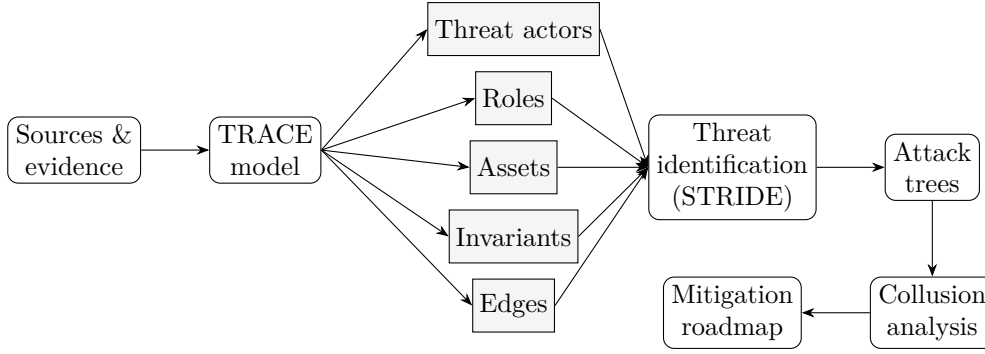 Sources &
evidence
TRACE
model
Threat actors
Roles
Assets
Invariants
Edges
Threat
identification
(STRIDE)
Attack
trees
Collusion
analysis
Mitigation
roadmap